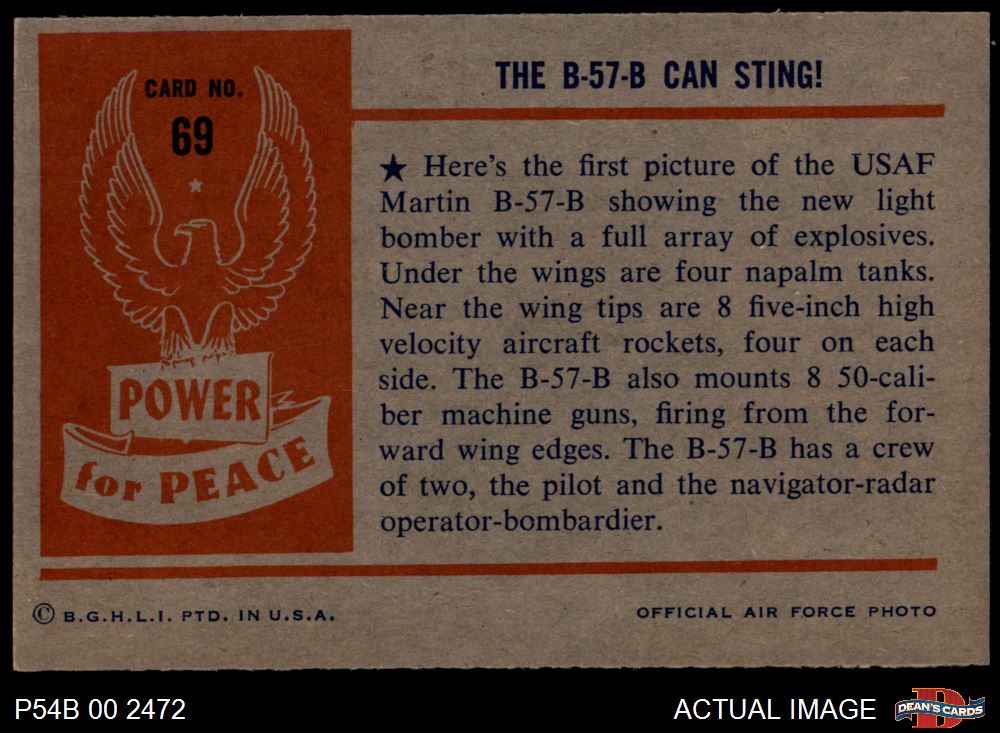 CARD NO.
69
POWER
for PEACE
THE B-57-B CAN STING!
★ Here's the first picture of the USAF
Martin B-57-B showing the new light
bomber with a full array of explosives.
Under the wings are four napalm tanks.
Near the wing tips are 8 five-inch high
velocity aircraft rockets, four on each
side. The B-57-B also mounts 8 50-cali-
ber machine guns, firing from the for-
ward wing edges. The B-57-B has a crew
of two, the pilot and the navigator-radar
operator-bombardier.
© B.G.H.L.I. PTD. IN U.S.A.
OFFICIAL AIR FORCE PHOTO
P54B 00 2472
ACTUAL IMAGE
DEAN'S CARDS